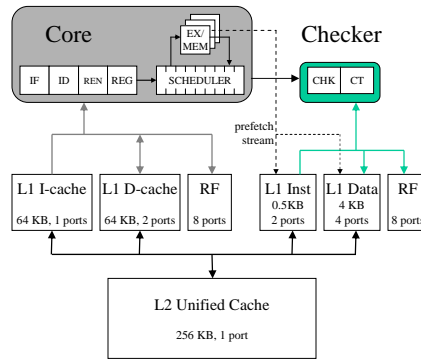 Core
Checker
EX/
MEM
IF ID REN REG
SCHEDULER
CHK CT
prefetch
stream
L1 I-cache
64 KB, 1 ports
L1 D-cache
64 KB, 2 ports
RF
8 ports
L1 Inst
0.5KB
2 ports
L1 Data
4 KB
4 ports
RF
8 ports
L2 Unified Cache
256 KB, 1 port